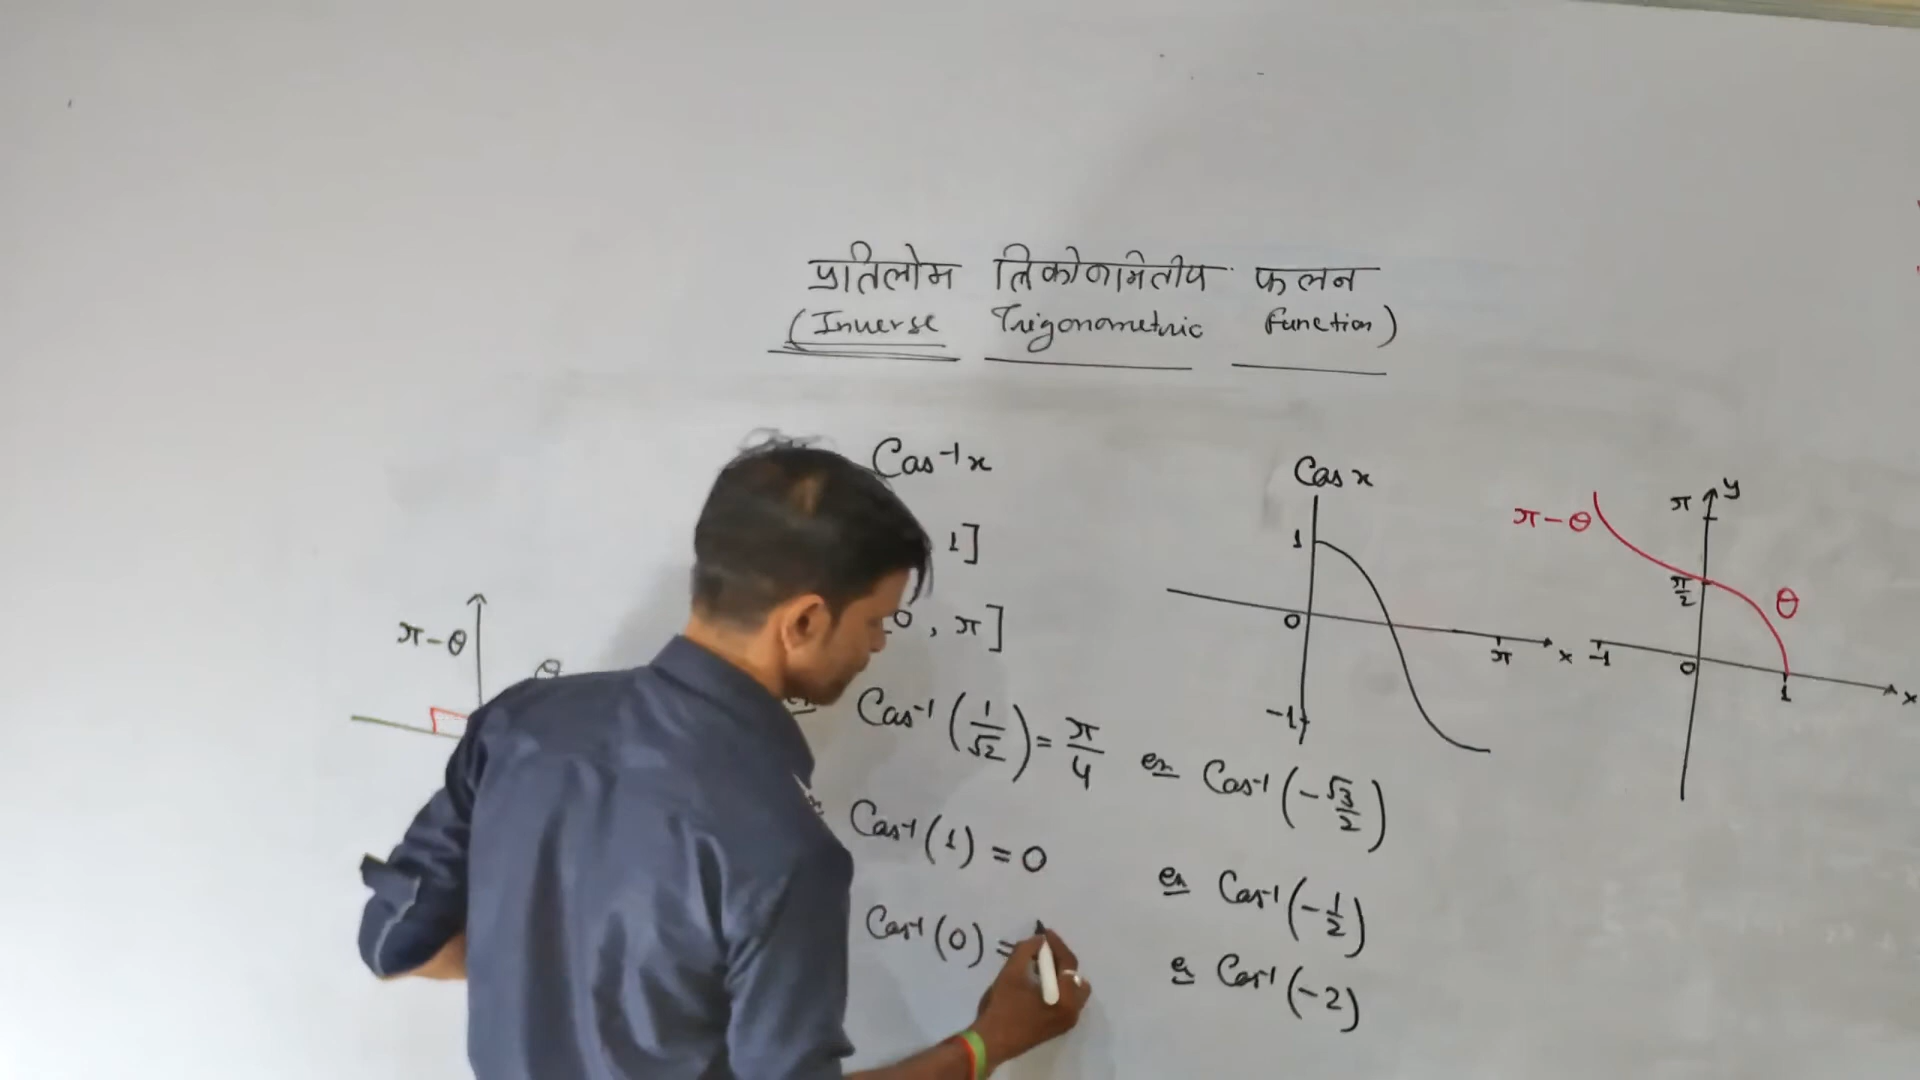 प्रतिलोम त्रिकोणमितीय फलन
(Inverse Trigonometric Function)
Cos⁻¹x
1]
0, π]
Cos⁻¹(1/√2) = π/4
Cos⁻¹(1) = 0
Cos⁻¹(0) =
π-θ
θ
Cos x
1
0
-1
π
x
ex Cos⁻¹(-√3/2)
ex Cos⁻¹(-1/2)
ex Cos⁻¹(-2)
π-θ
π
y
π/2
θ
-1
0
1
x